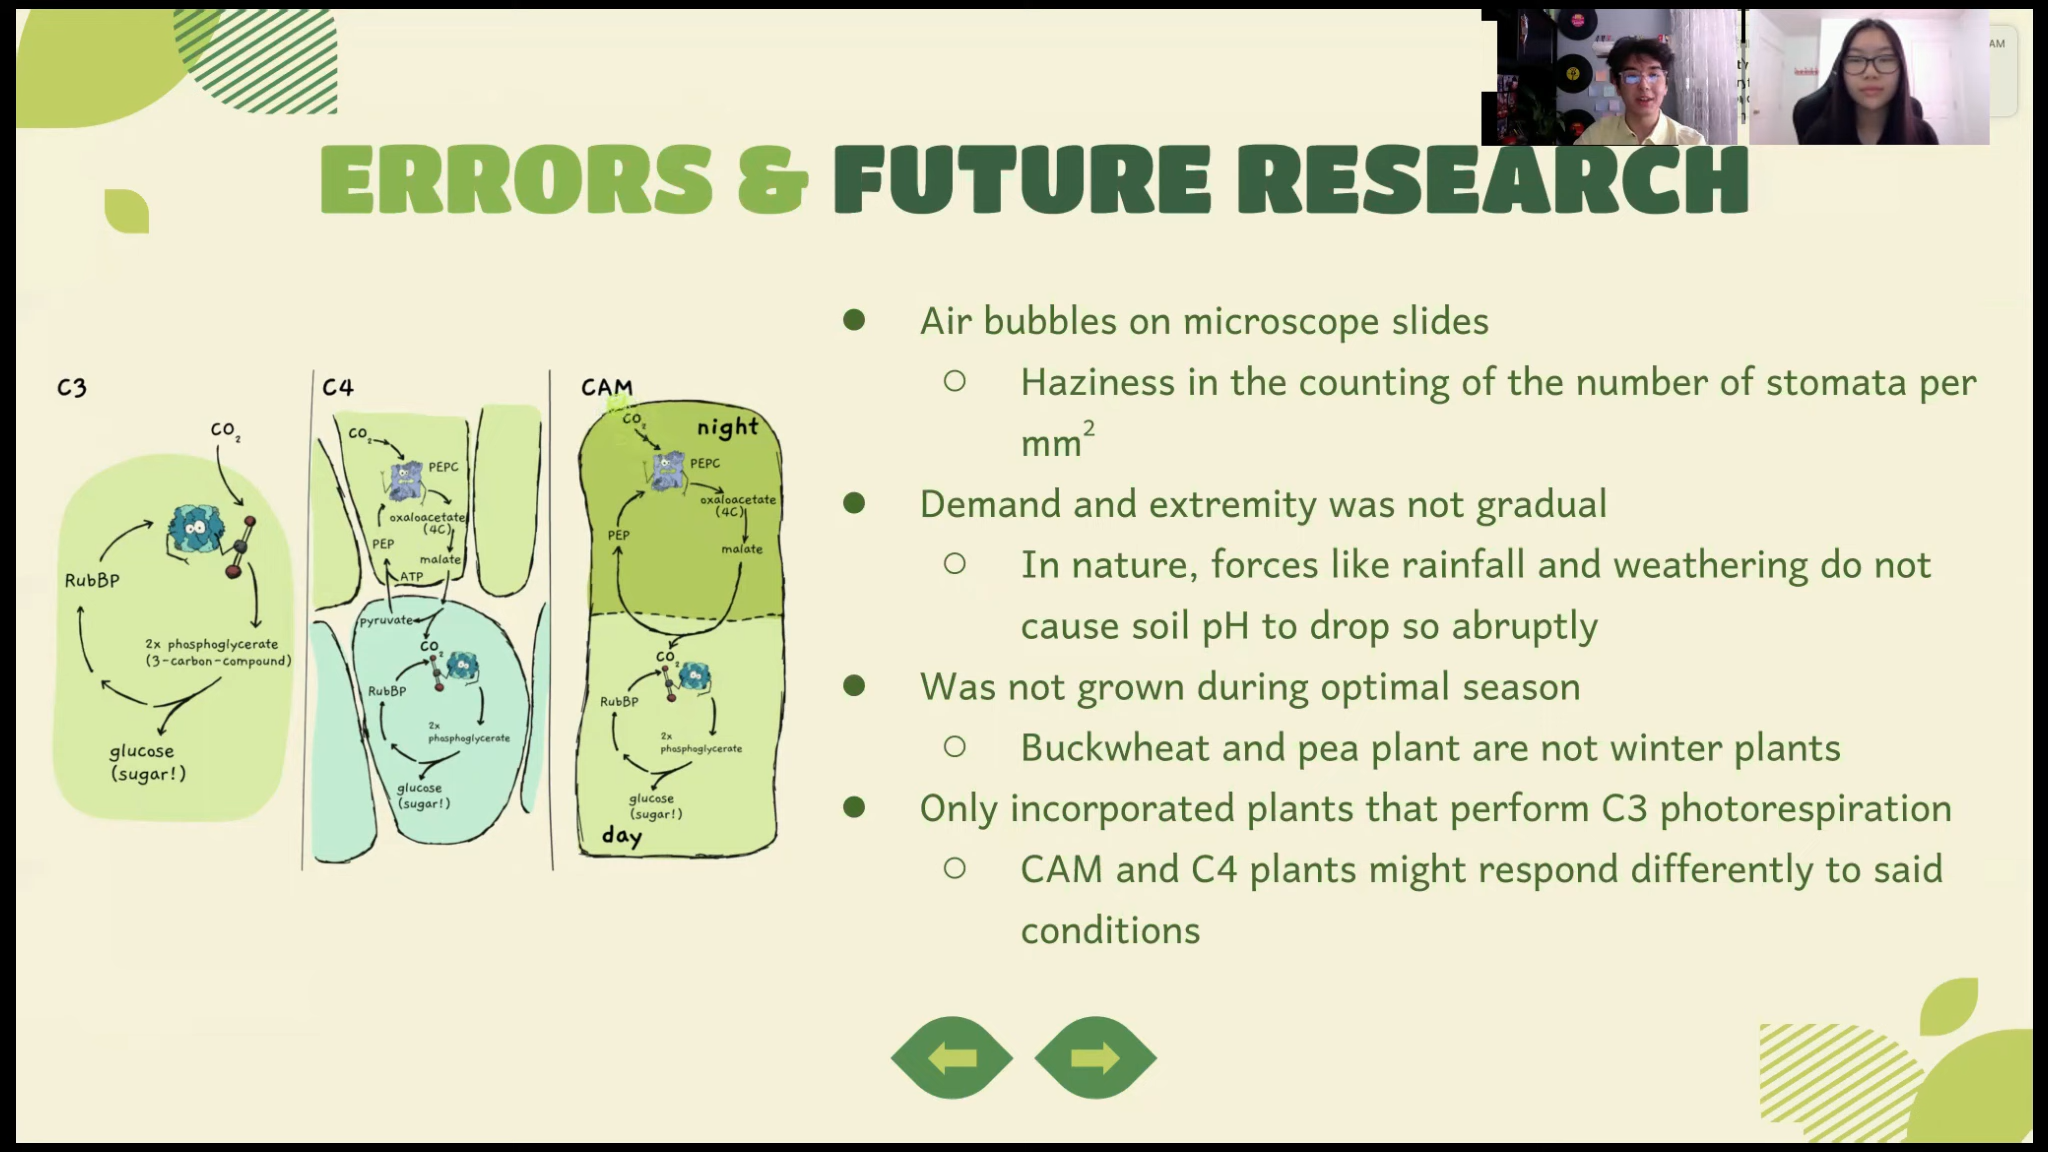 AM
ERRORS & FUTURE RESEARCH
● Air bubbles on microscope slides
○ Haziness in the counting of the number of stomata per
mm²
● Demand and extremity was not gradual
○ In nature, forces like rainfall and weathering do not
cause soil pH to drop so abruptly
● Was not grown during optimal season
○ Buckwheat and pea plant are not winter plants
● Only incorporated plants that perform C3 photorespiration
○ CAM and C4 plants might respond differently to said
conditions
C3
CO₂
RubBP
2x phosphoglycerate
(3-carbon-compound)
glucose
(sugar!)
C4
CO₂
PEPC
oxaloacetate
(4C)
PEP
malate
ATP
pyruvate
CO₂
RubBP
2x
phosphoglycerate
glucose
(sugar!)
CAM
CO₂
night
PEPC
oxaloacetate
(4C)
PEP
malate
CO₂
RubBP
2x
phosphoglycerate
glucose
(sugar!)
day